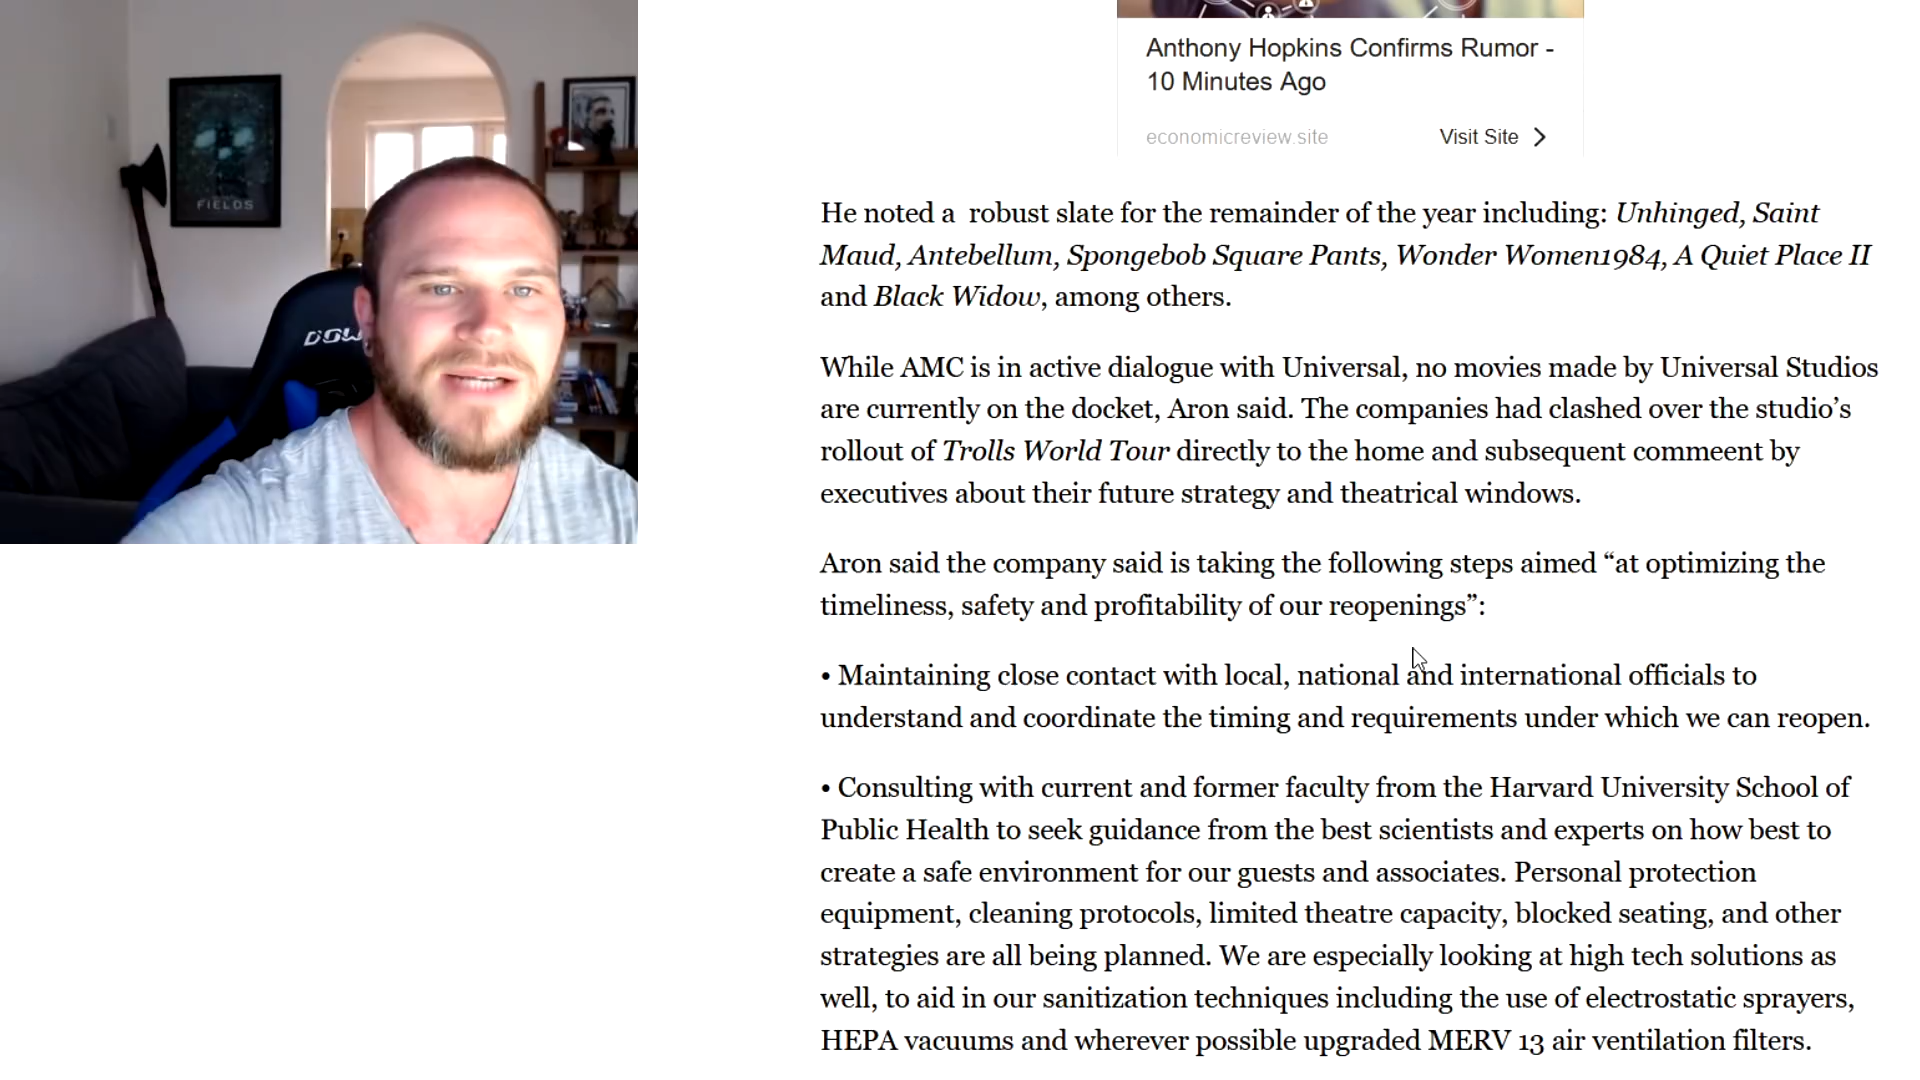 Anthony Hopkins Confirms Rumor -
10 Minutes Ago
economicreview.site
Visit Site
FIELDS
He noted a  robust slate for the remainder of the year including: Unhinged, Saint
Maud, Antebellum, Spongebob Square Pants, Wonder Women1984, A Quiet Place II
and Black Widow, among others.
While AMC is in active dialogue with Universal, no movies made by Universal Studios
are currently on the docket, Aron said. The companies had clashed over the studio’s
rollout of Trolls World Tour directly to the home and subsequent commeent by
executives about their future strategy and theatrical windows.
Aron said the company said is taking the following steps aimed “at optimizing the
timeliness, safety and profitability of our reopenings”:
• Maintaining close contact with local, national and international officials to
understand and coordinate the timing and requirements under which we can reopen.
• Consulting with current and former faculty from the Harvard University School of
Public Health to seek guidance from the best scientists and experts on how best to
create a safe environment for our guests and associates. Personal protection
equipment, cleaning protocols, limited theatre capacity, blocked seating, and other
strategies are all being planned. We are especially looking at high tech solutions as
well, to aid in our sanitization techniques including the use of electrostatic sprayers,
HEPA vacuums and wherever possible upgraded MERV 13 air ventilation filters.